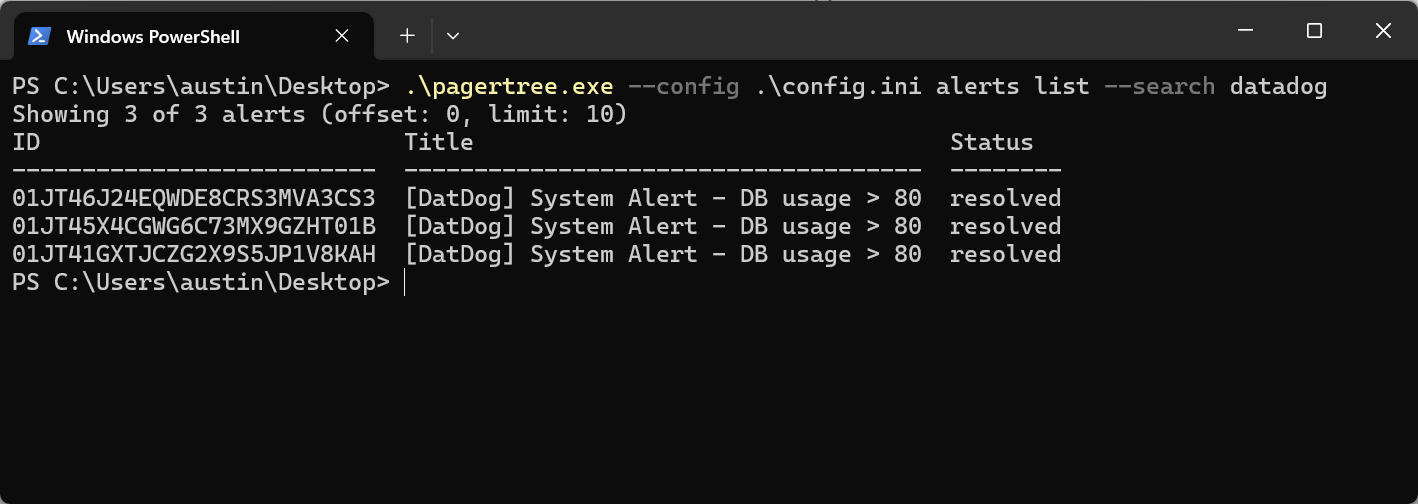 Windows PowerShell
PS C:\Users\austin\Desktop> .\pagertree.exe --config .\config.ini alerts list --search datadog
Showing 3 of 3 alerts (offset: 0, limit: 10)
ID                          Title                                  Status
--------------------------  -------------------------------------  --------
01JT46J24EQWDE8CRS3MVA3CS3  [DatDog] System Alert - DB usage > 80  resolved
01JT45X4CGWG6C73MX9GZHT01B  [DatDog] System Alert - DB usage > 80  resolved
01JT41GXTJCZG2X9S5JP1V8KAH  [DatDog] System Alert - DB usage > 80  resolved
PS C:\Users\austin\Desktop>